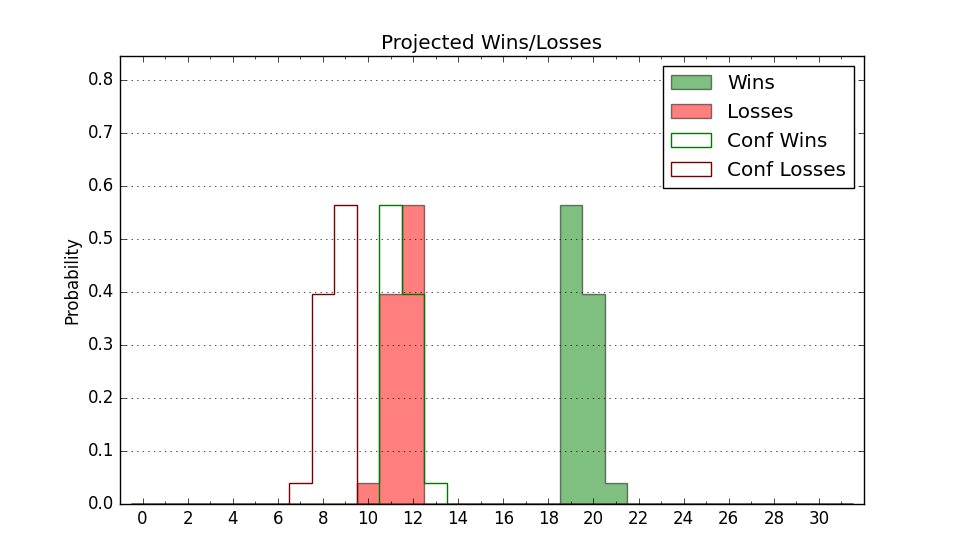 Projected Wins/Losses
Probability
0.8
0.7
0.6
0.5
0.4
0.3
0.2
0.1
0.0
Wins
Losses
Conf Wins
Conf Losses
0 2 4 6 8 10 12 14 16 18 20 22 24 26 28 30